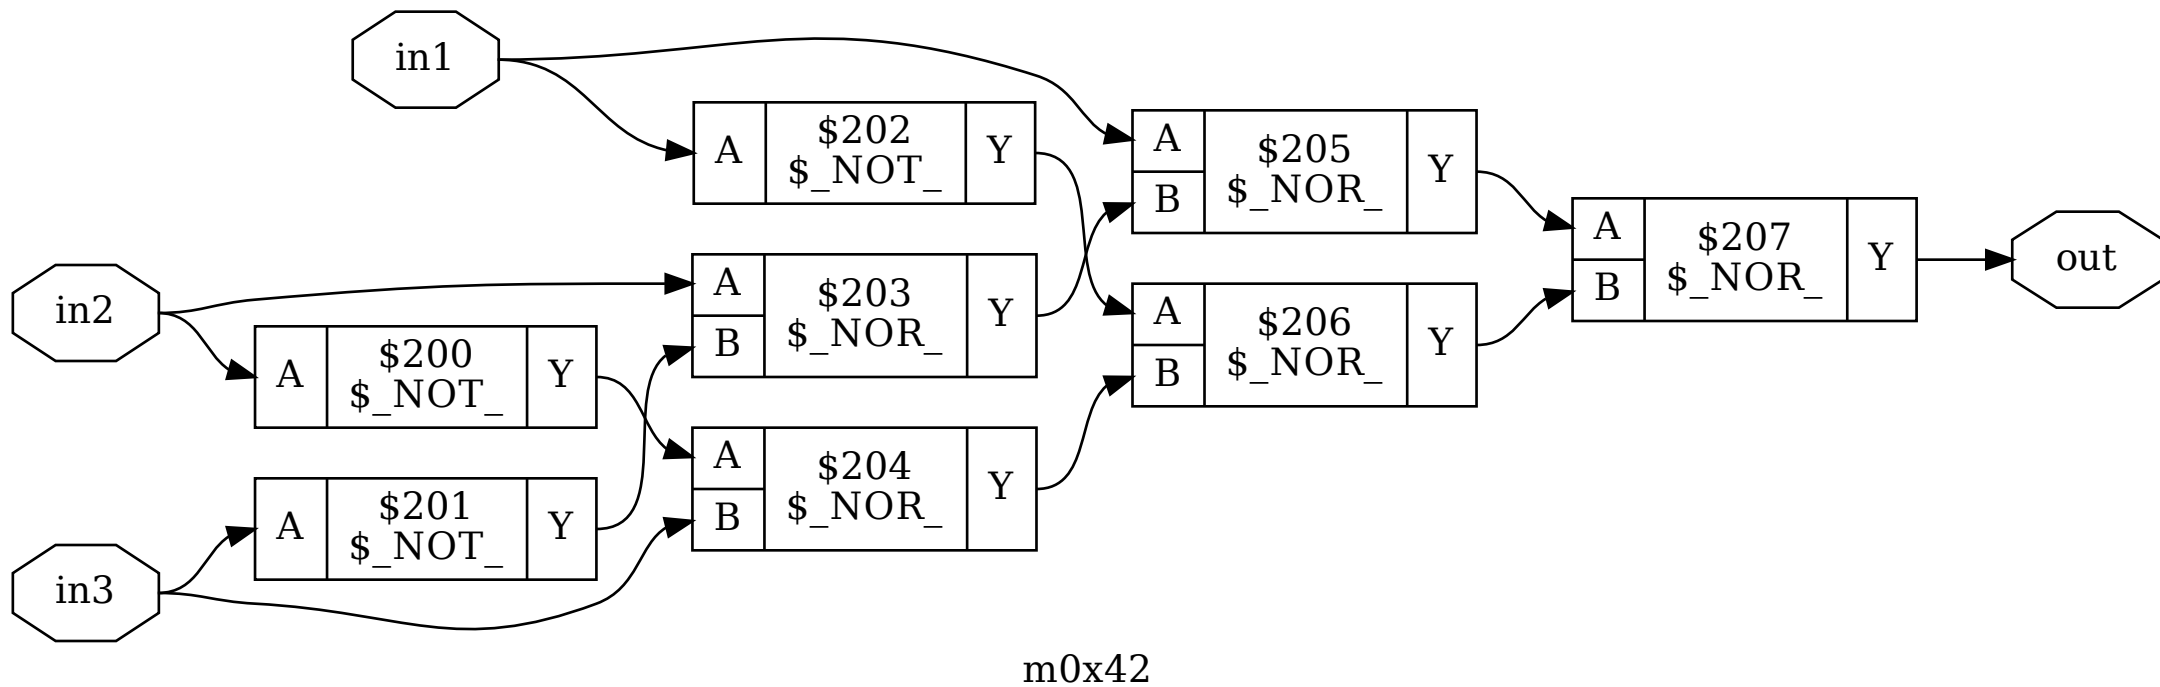 in1
A
$202
$_NOT_
Y
A
B
$205
$_NOR_
Y
in2
A
B
$203
$_NOR_
Y
A
B
$206
$_NOR_
Y
A
B
$207
$_NOR_
Y
out
A
$200
$_NOT_
Y
A
B
$204
$_NOR_
Y
in3
A
$201
$_NOT_
Y
m0x42